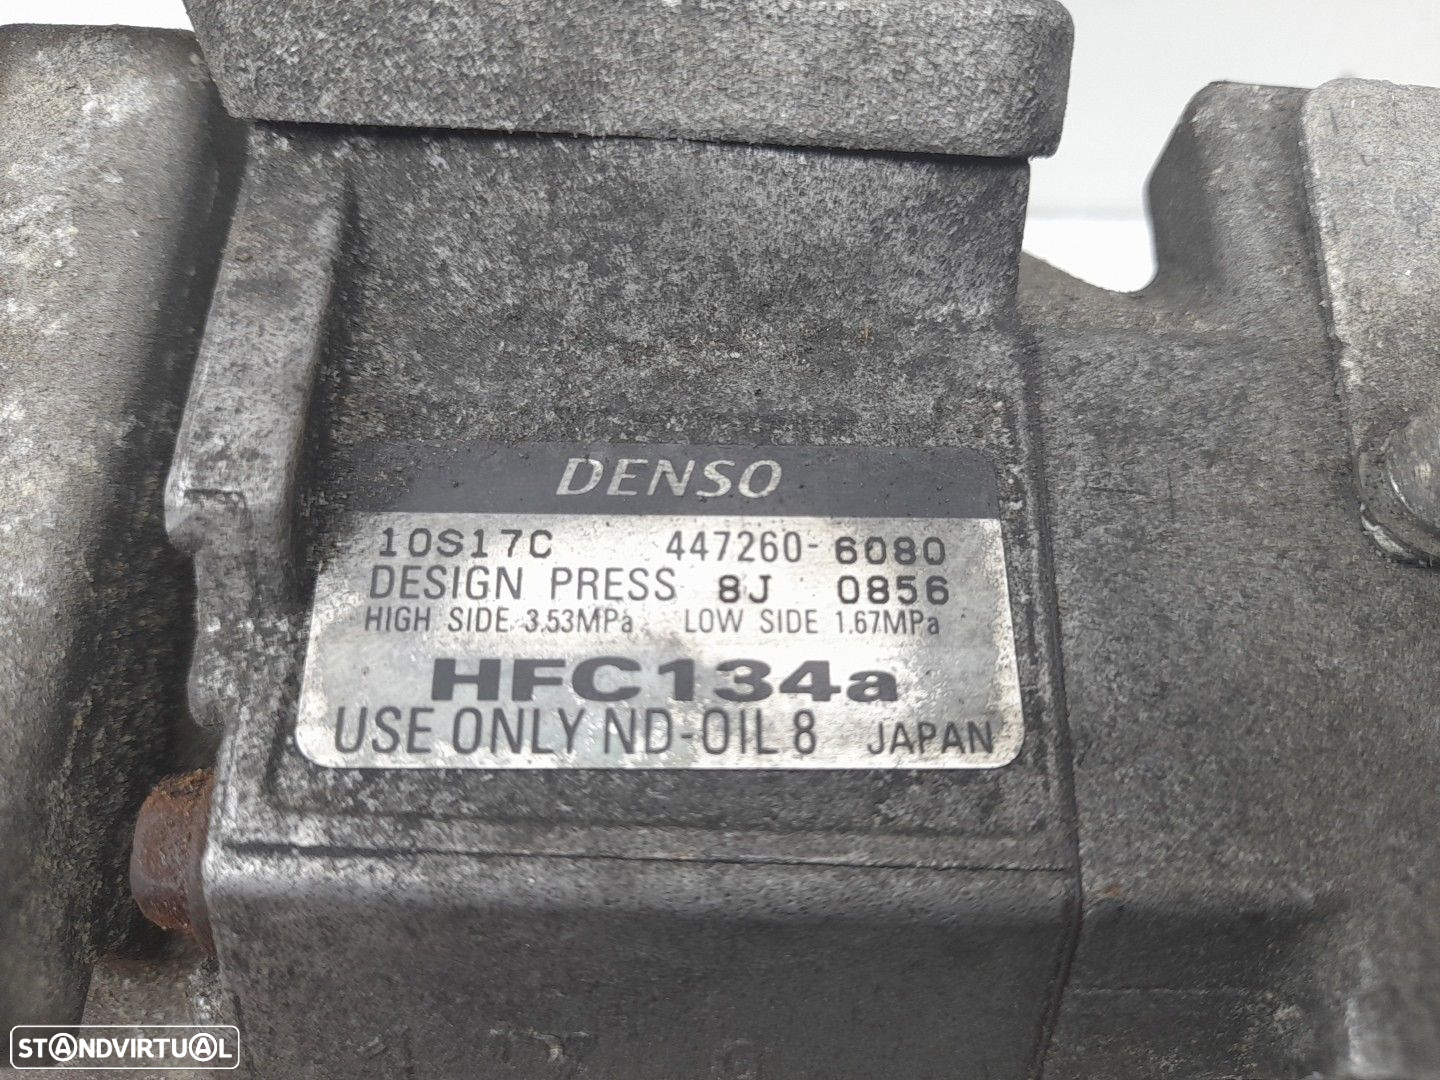 DENSO
10S17C 447260-6080
DESIGN PRESS 8J 0856
HIGH SIDE 3.53MPa LOW SIDE 1.67MPa
HFC134a
USE ONLY ND-OIL 8 JAPAN
STANDVIRTUAL